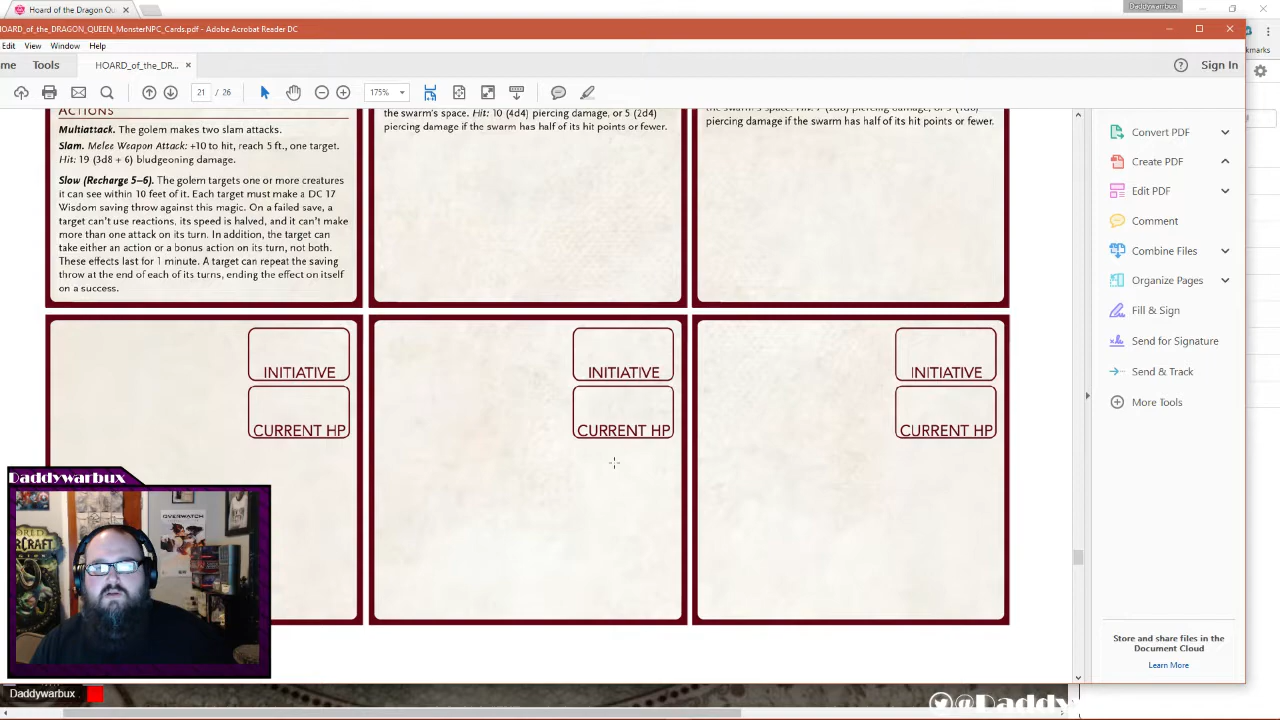 Hoard of the Dragon Qu
Daddywarbux
HOARD_of_the_DRAGON_QUEEN_MonsterNPC_Cards.pdf - Adobe Acrobat Reader DC
Edit View Window Help
me Tools HOARD_of_the_DR... Sign In
21 / 26 175%
kmarks
ACTIONS
Multiattack. The golem makes two slam attacks.
Slam. Melee Weapon Attack: +10 to hit, reach 5 ft., one target.
Hit: 19 (3d8 + 6) bludgeoning damage.
Slow (Recharge 5–6). The golem targets one or more creatures
it can see within 10 feet of it. Each target must make a DC 17
Wisdom saving throw against this magic. On a failed save, a
target can't use reactions, its speed is halved, and it can't make
more than one attack on its turn. In addition, the target can
take either an action or a bonus action on its turn, not both.
These effects last for 1 minute. A target can repeat the saving
throw at the end of each of its turns, ending the effect on itself
on a success.
the swarm's space. Hit: 10 (4d4) piercing damage, or 5 (2d4)
piercing damage if the swarm has half of its hit points or fewer.
piercing damage if the swarm has half of its hit points or fewer.
INITIATIVE
CURRENT HP
INITIATIVE
CURRENT HP
INITIATIVE
CURRENT HP
Convert PDF
Create PDF
Edit PDF
Comment
Combine Files
Organize Pages
Fill & Sign
Send for Signature
Send & Track
More Tools
Store and share files in the
Document Cloud
Learn More
Daddywarbux
OVERWATCH
Daddywarbux
@Daddyw